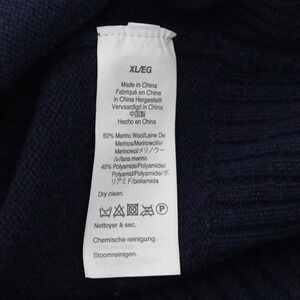 XL/EG
Made in China
Fabriqué en Chine
in China Hergestellt
Vervaardigd in China
中国製
Hecho en China
60% Merino Wool/Laine De
Merinos/Merinowolle/
Merinowol/メリノウー
ル/lana marino
40% Polyamide/Polyamide/
Polyamid/Polyamide/ポ
リアミド/poliamida
Dry clean.
Nettoyer à sec.
Chemische reinigung.
Stoomreinigen.